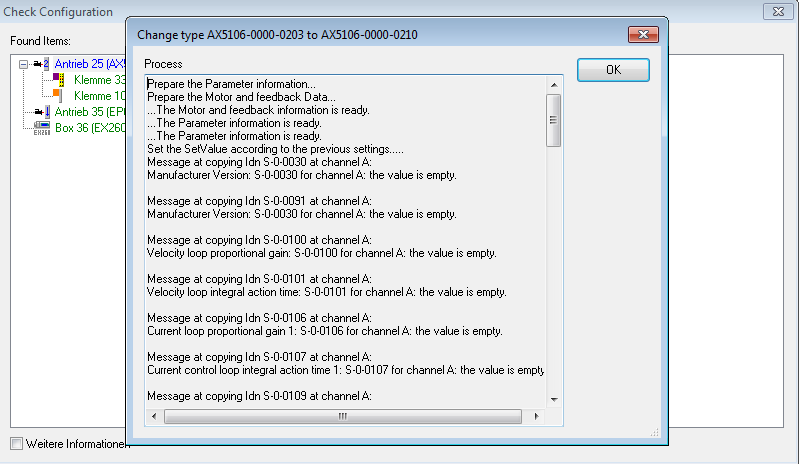 Check Configuration
Found Items:
Antrieb 25 (AX5
Klemme 33
Klemme 10
Antrieb 35 (EPU
Box 36 (EX260
Weitere Informationen
Change type AX5106-0000-0203 to AX5106-0000-0210
Process
OK
Prepare the Parameter information...
Prepare the Motor and feedback Data...
...The Motor and feedback information is ready.
...The Parameter information is ready.
...The Parameter information is ready.
Set the SetValue according to the previous settings.....
Message at copying Idn S-0-0030 at channel A:
Manufacturer Version: S-0-0030 for channel A: the value is empty.
Message at copying Idn S-0-0091 at channel A:
Manufacturer Version: S-0-0030 for channel A: the value is empty.
Message at copying Idn S-0-0100 at channel A:
Velocity loop proportional gain: S-0-0100 for channel A: the value is empty.
Message at copying Idn S-0-0101 at channel A:
Velocity loop integral action time: S-0-0101 for channel A: the value is empty.
Message at copying Idn S-0-0106 at channel A:
Current loop proportional gain 1: S-0-0106 for channel A: the value is empty.
Message at copying Idn S-0-0107 at channel A:
Current control loop integral action time 1: S-0-0107 for channel A: the value is empty
Message at copying Idn S-0-0109 at channel A: